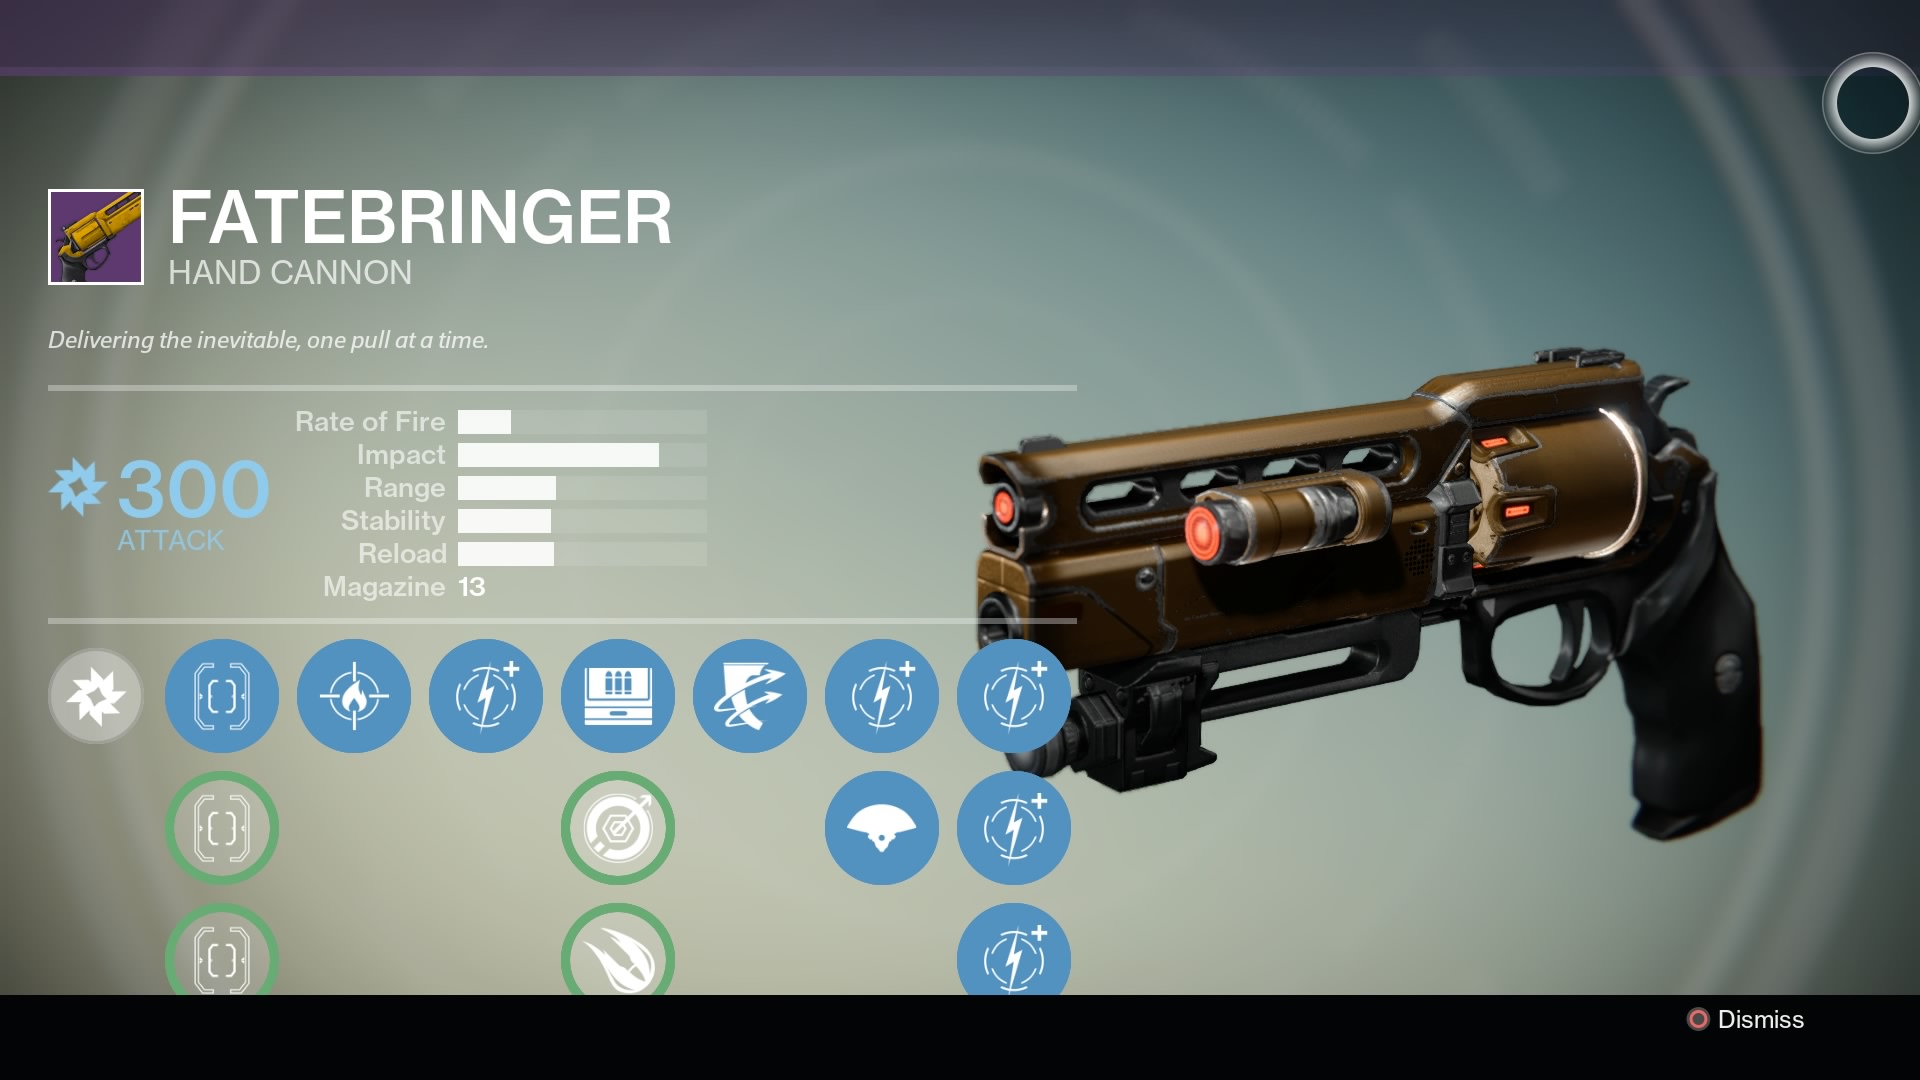 FATEBRINGER
HAND CANNON
Delivering the inevitable, one pull at a time.
300
ATTACK
Rate of Fire
Impact
Range
Stability
Reload
Magazine 13
Dismiss